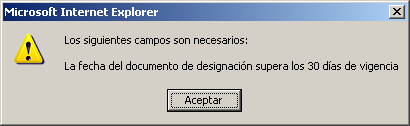 Microsoft Internet Explorer
Los siguientes campos son necesarios:
La fecha del documento de designación supera los 30 días de vigencia
Aceptar